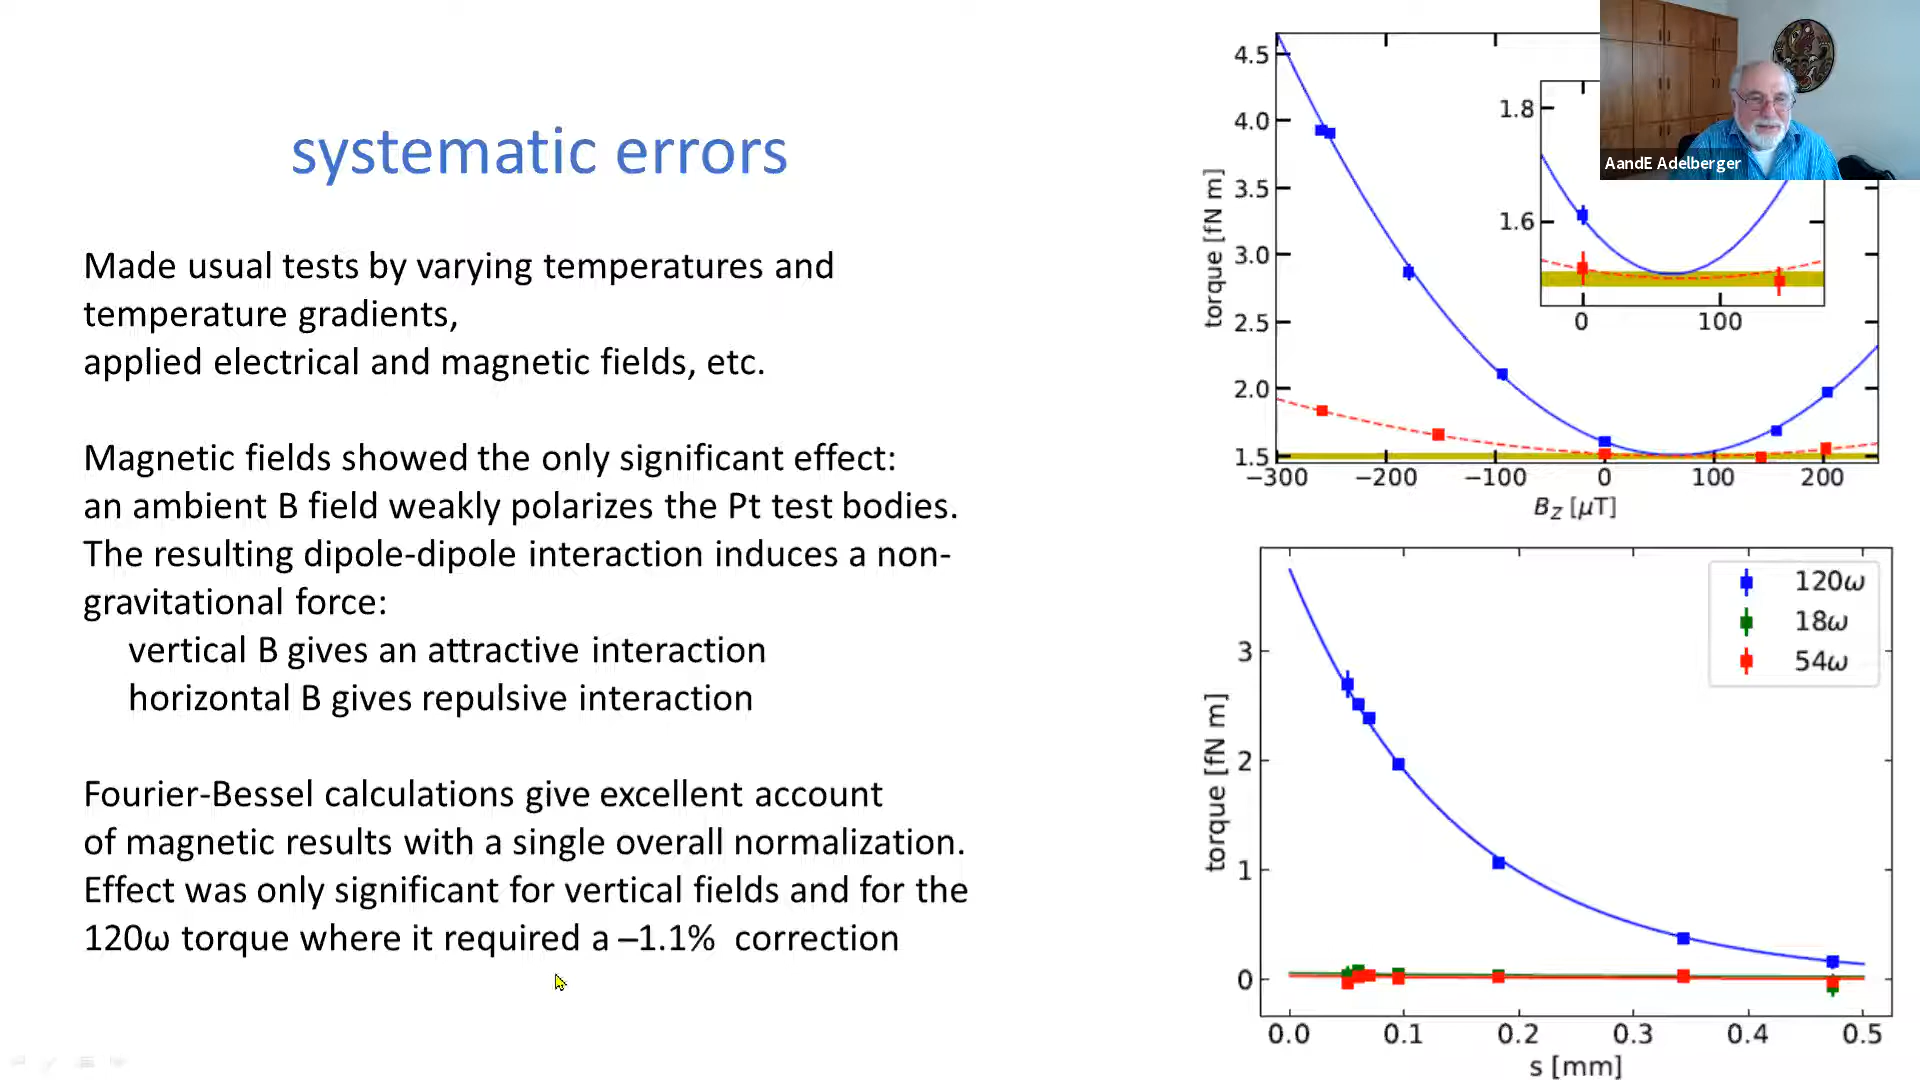 systematic errors
Made usual tests by varying temperatures and
temperature gradients,
applied electrical and magnetic fields, etc.
Magnetic fields showed the only significant effect:
an ambient B field weakly polarizes the Pt test bodies.
The resulting dipole-dipole interaction induces a non-
gravitational force:
vertical B gives an attractive interaction
horizontal B gives repulsive interaction
Fourier-Bessel calculations give excellent account
of magnetic results with a single overall normalization.
Effect was only significant for vertical fields and for the
120ω torque where it required a –1.1% correction
torque [fN m]
4.5
4.0
3.5
3.0
2.5
2.0
1.5
−300 −200 −100 0 100 200
B_Z [μT]
1.8
1.6
0 100
AandE Adelberger
torque [fN m]
3
2
1
0
120ω
18ω
54ω
0.0 0.1 0.2 0.3 0.4 0.5
s [mm]